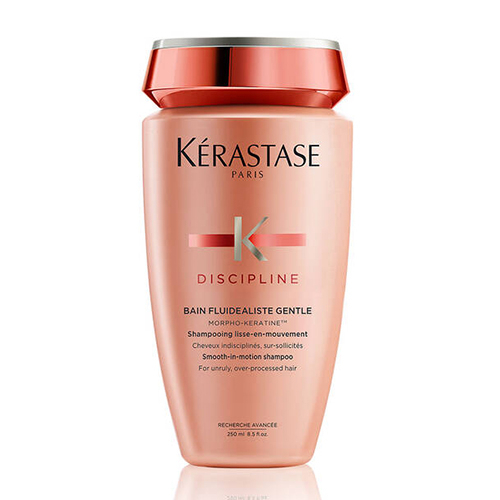 KÉRASTASE
PARIS
K
DISCIPLINE
BAIN FLUIDEALISTE GENTLE
MORPHO-KERATINE™
Shampooing lisse-en-mouvement
Cheveux indisciplinés, sur-sollicités
Smooth-in-motion shampoo
For unruly, over-processed hair
RECHERCHE AVANCÉE
250 ml 8.5 fl. oz.